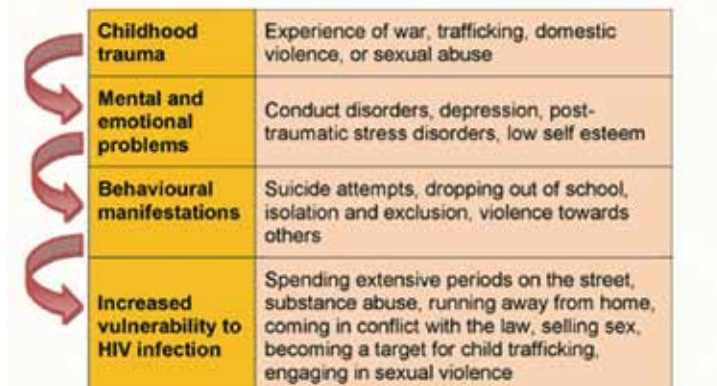 Childhood
trauma
Experience of war, trafficking, domestic
violence, or sexual abuse
Mental and
emotional
problems
Conduct disorders, depression, post-
traumatic stress disorders, low self esteem
Behavioural
manifestations
Suicide attempts, dropping out of school,
isolation and exclusion, violence towards
others
Increased
vulnerability to
HIV infection
Spending extensive periods on the street,
substance abuse, running away from home,
coming in conflict with the law, selling sex,
becoming a target for child trafficking,
engaging in sexual violence